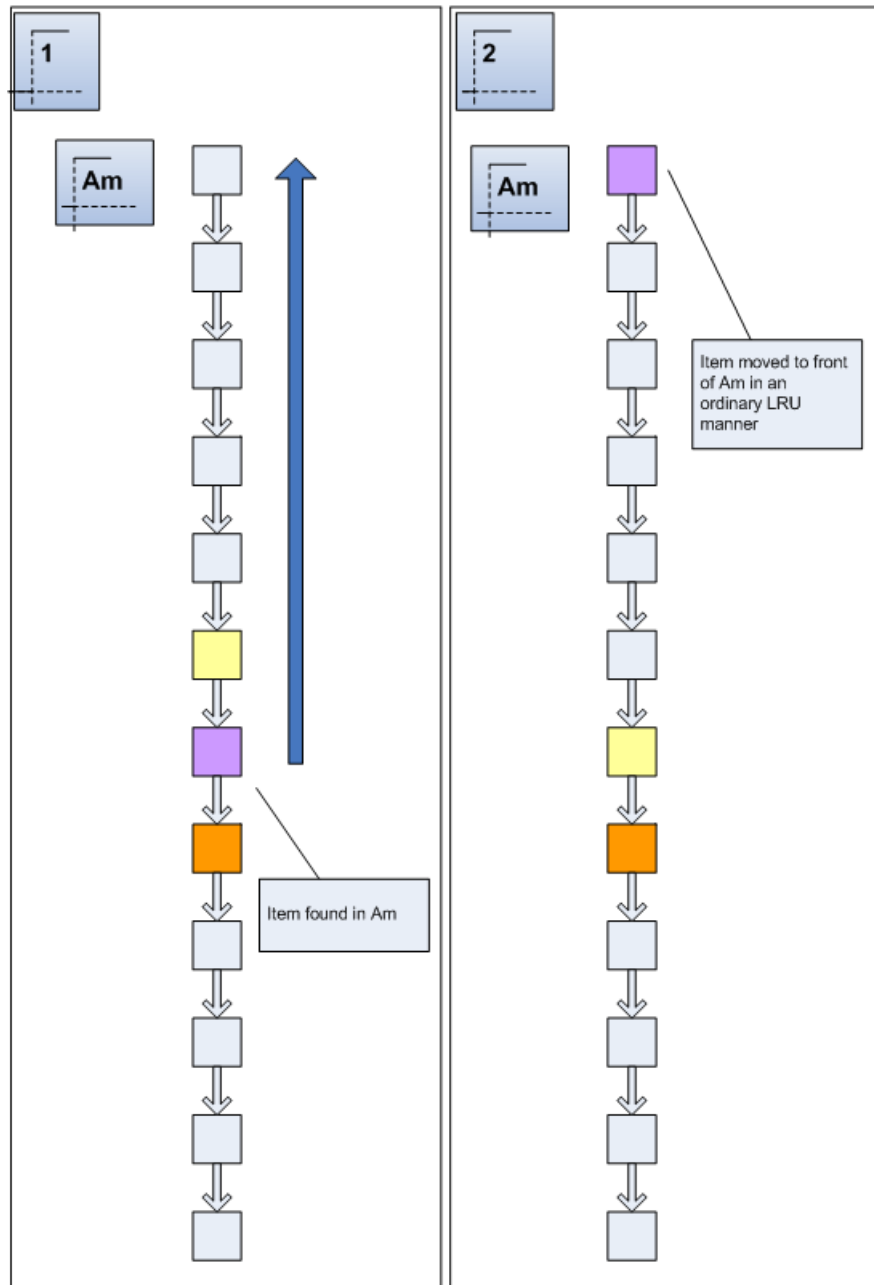 1
Am
Item found in Am
2
Am
Item moved to front
of Am in an
ordinary LRU
manner